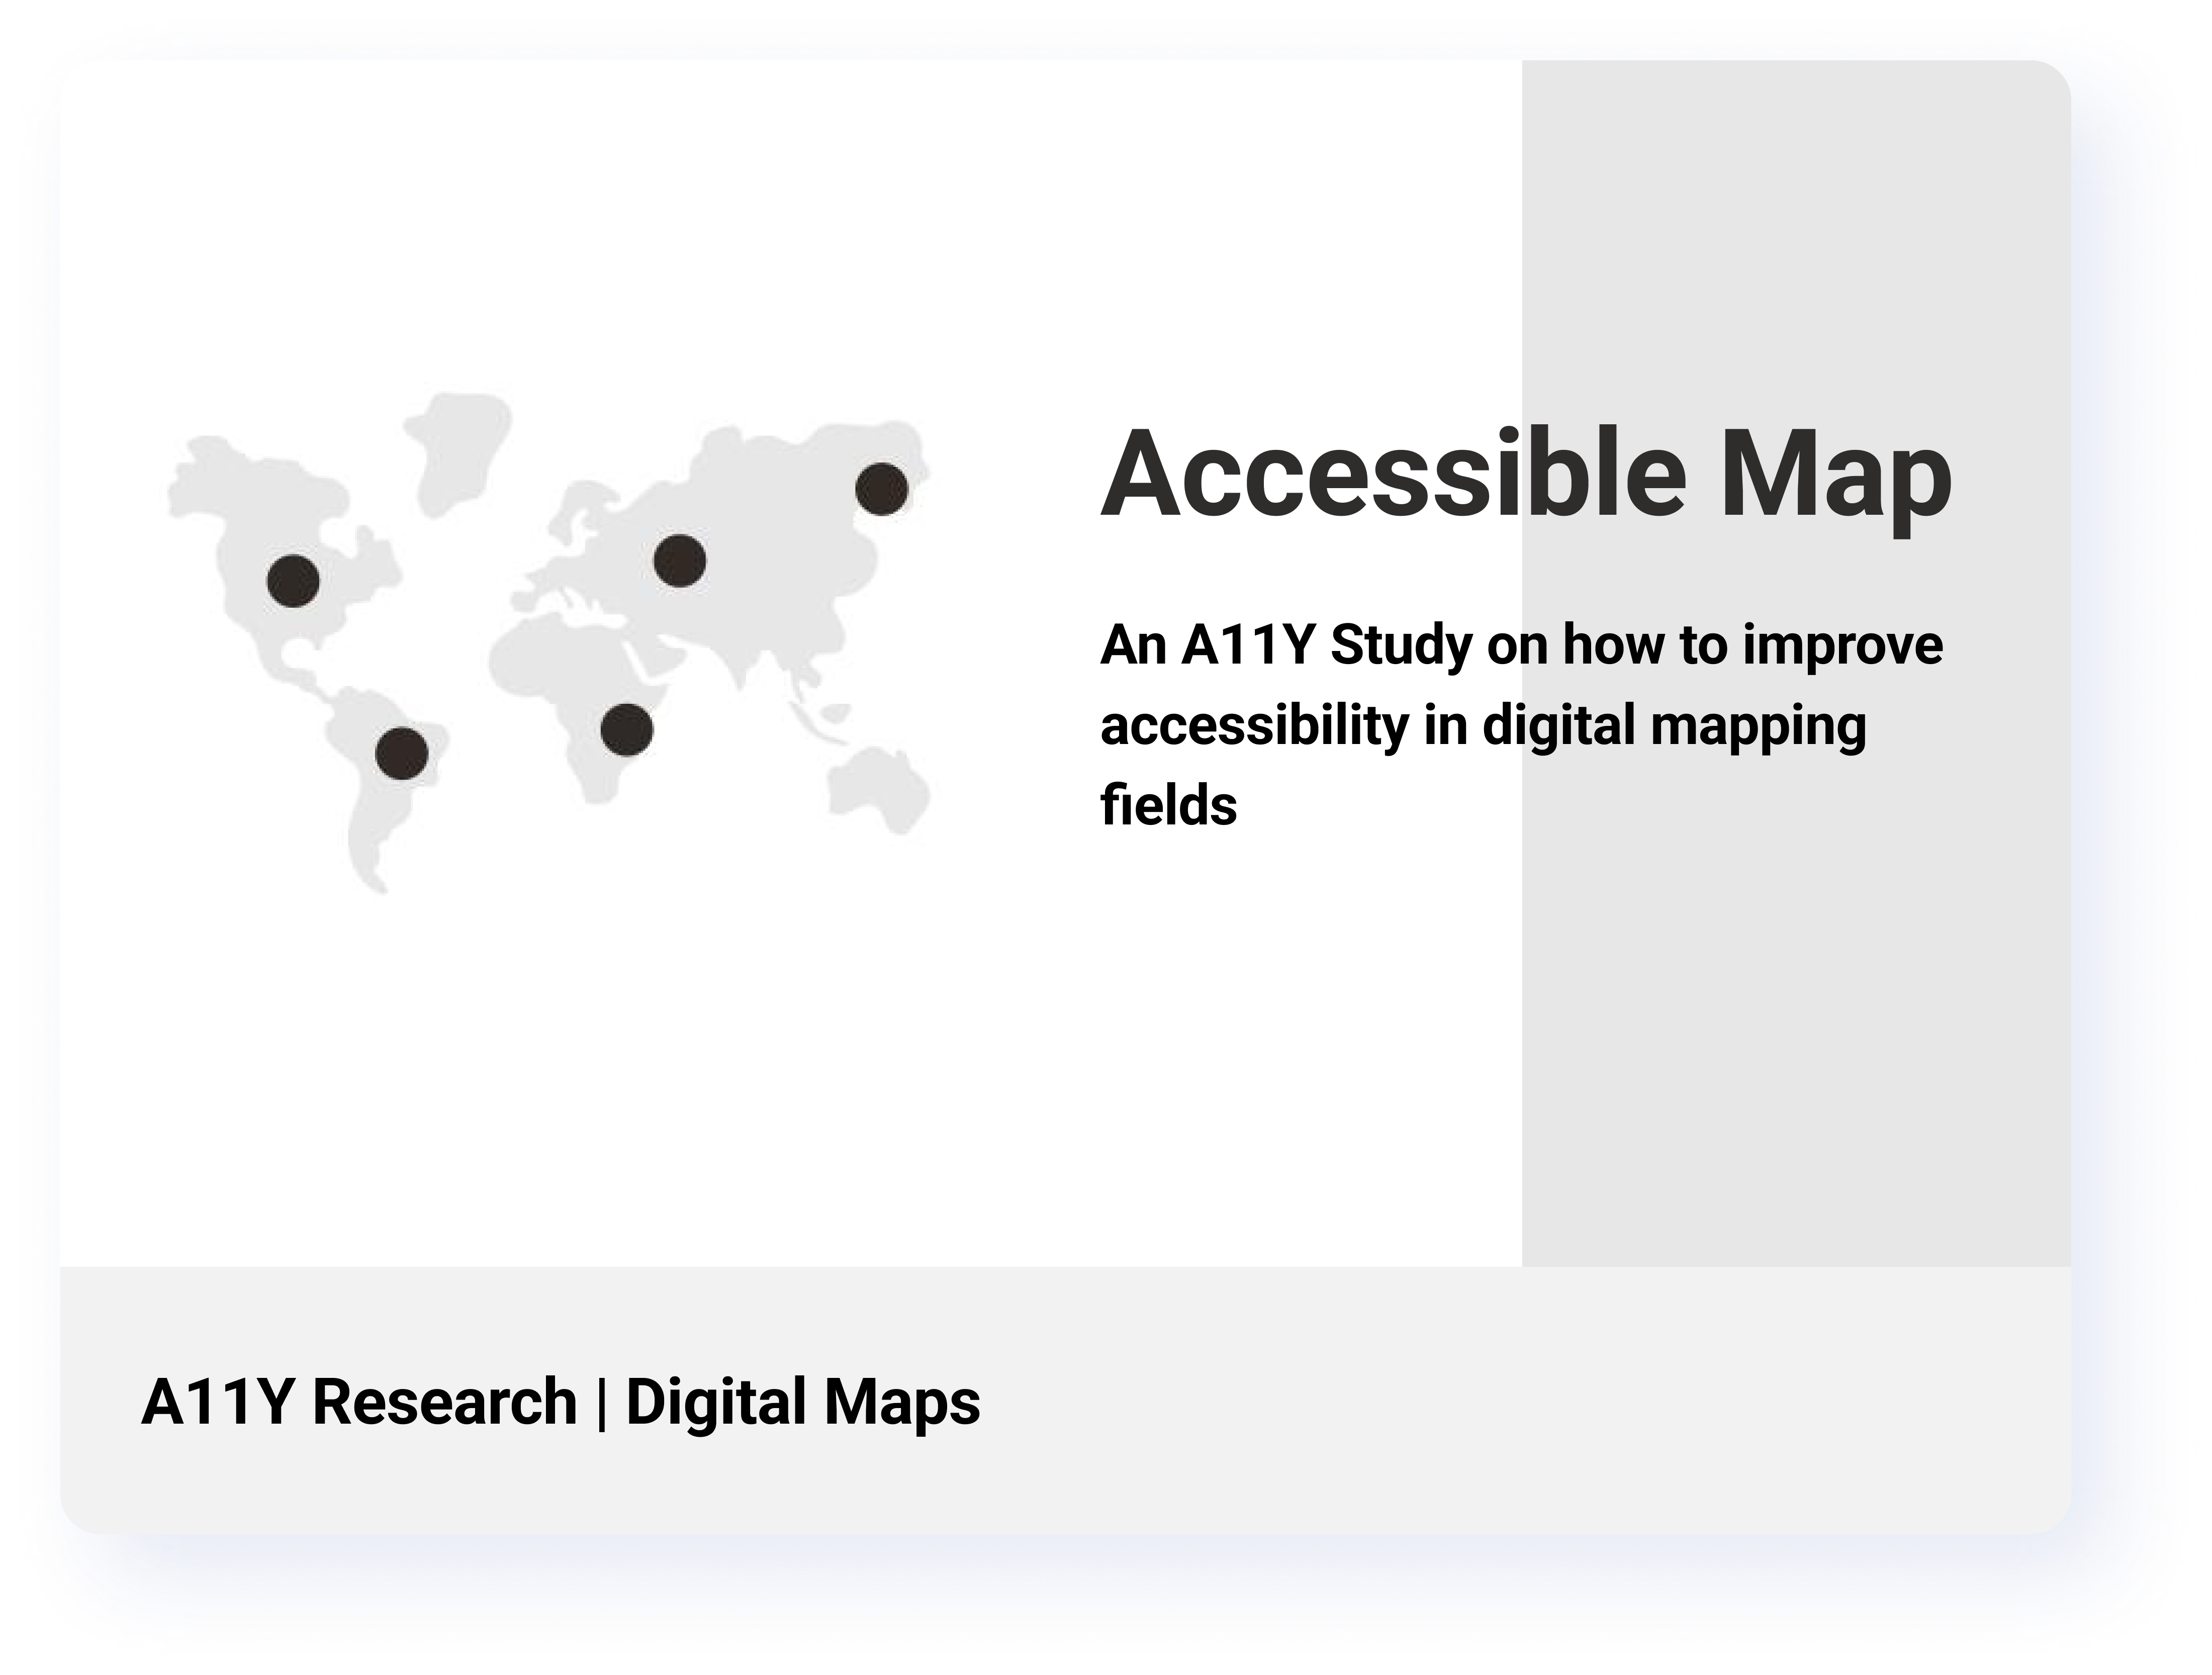 Accessible Map
An A11Y Study on how to improve
accessibility in digital mapping
fields
A11Y Research | Digital Maps